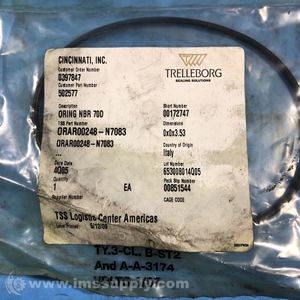 CINCINNATI, INC.
Customer Order Number
0397847
Customer Part Number
502577
TRELLEBORG
SEALING SOLUTIONS
Description
ORING NBR 70D
TSS Part Number
ORAR00248-N7083
ORAR00248-N7083
Short Number
00172747
Dimensions
0x0x3.53
Country of Origin
Italy
4Q05
Lot Number
Quantity
1
EA
Pack Slip Number
00851544
CAGE CODE
TSS Logistic Center Americas
TY.3-CL. B-ST2
And A-A-3174
© www.imssupply.com